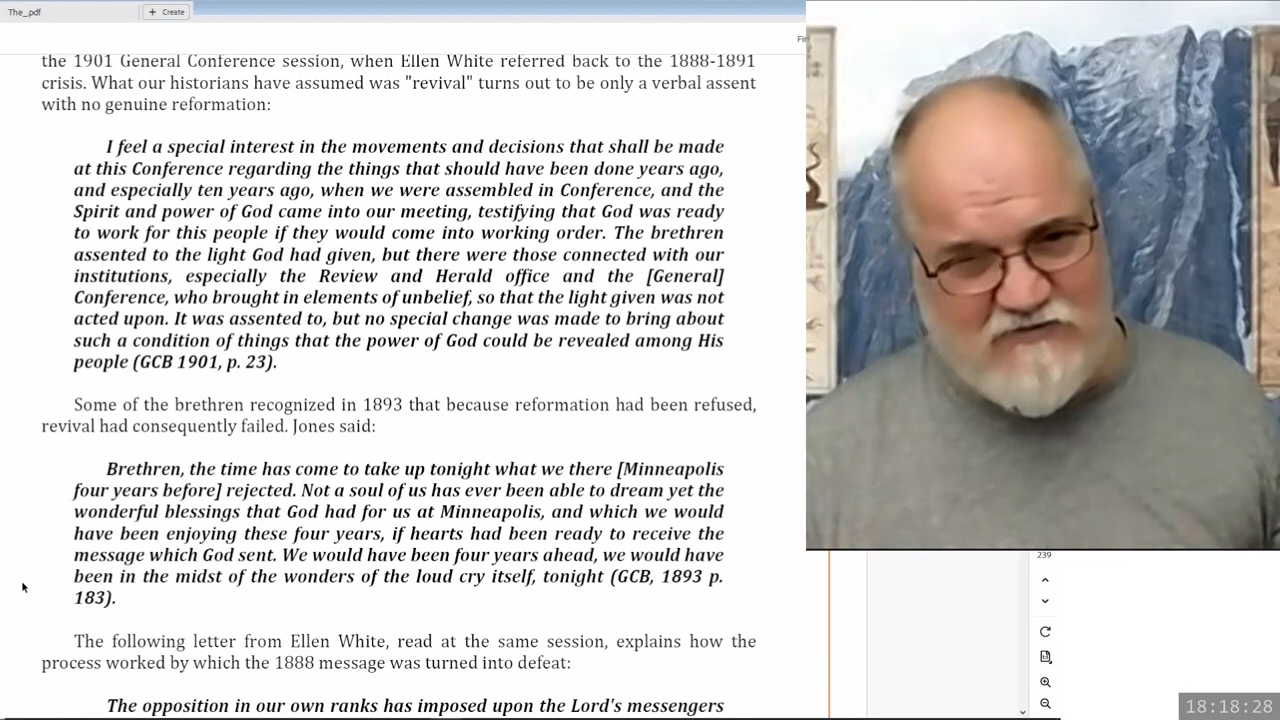 The_.pdf
+ Create
the 1901 General Conference session, when Ellen White referred back to the 1888-1891
crisis. What our historians have assumed was "revival" turns out to be only a verbal assent
with no genuine reformation:
I feel a special interest in the movements and decisions that shall be made
at this Conference regarding the things that should have been done years ago,
and especially ten years ago, when we were assembled in Conference, and the
Spirit and power of God came into our meeting, testifying that God was ready
to work for this people if they would come into working order. The brethren
assented to the light God had given, but there were those connected with our
institutions, especially the Review and Herald office and the [General]
Conference, who brought in elements of unbelief, so that the light given was not
acted upon. It was assented to, but no special change was made to bring about
such a condition of things that the power of God could be revealed among His
people (GCB 1901, p. 23).
Some of the brethren recognized in 1893 that because reformation had been refused,
revival had consequently failed. Jones said:
Brethren, the time has come to take up tonight what we there [Minneapolis
four years before] rejected. Not a soul of us has ever been able to dream yet the
wonderful blessings that God had for us at Minneapolis, and which we would
have been enjoying these four years, if hearts had been ready to receive the
message which God sent. We would have been four years ahead, we would have
been in the midst of the wonders of the loud cry itself, tonight (GCB, 1893 p.
183).
The following letter from Ellen White, read at the same session, explains how the
process worked by which the 1888 message was turned into defeat:
The opposition in our own ranks has imposed upon the Lord's messengers
239
18:18:28